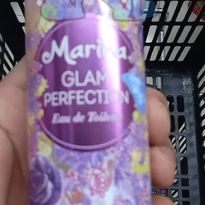 Marina
GLAM
PERFECTION
Eau de Toilette